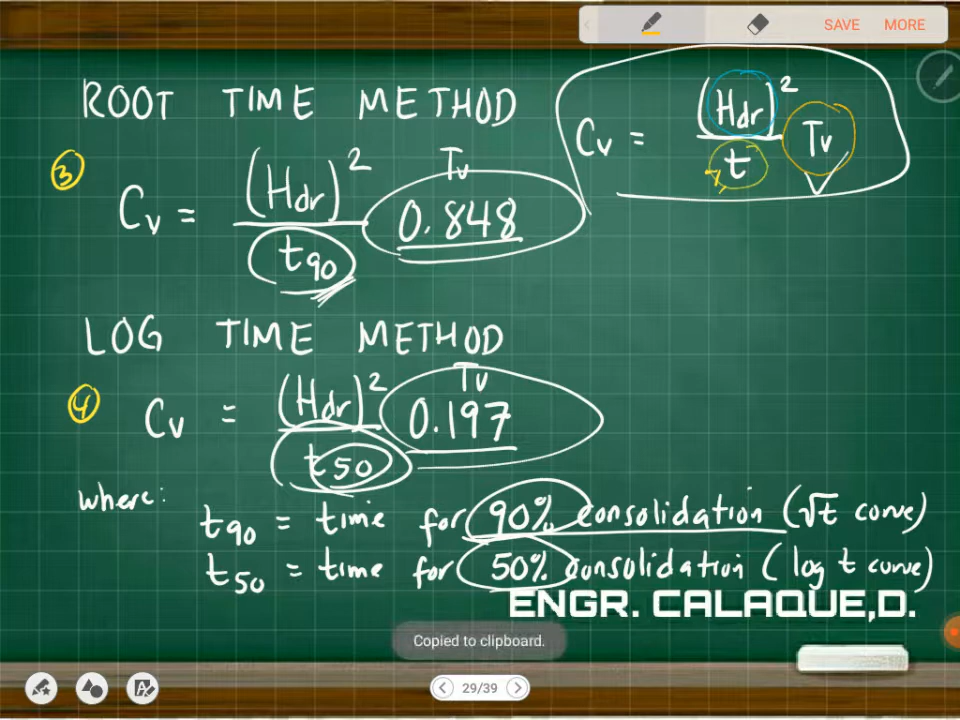 SAVE MORE
ROOT TIME METHOD
Cv = (Hdr)² / t Tv
③ Cv = (Hdr)² / t90 0.848 Tv
LOG TIME METHOD
④ Cv = (Hdr)² / t50 0.197 Tv
where:
t90 = time for 90% consolidation (√t curve)
t50 = time for 50% consolidation (log t curve)
ENGR. CALAQUE,D.
Copied to clipboard.
29/39